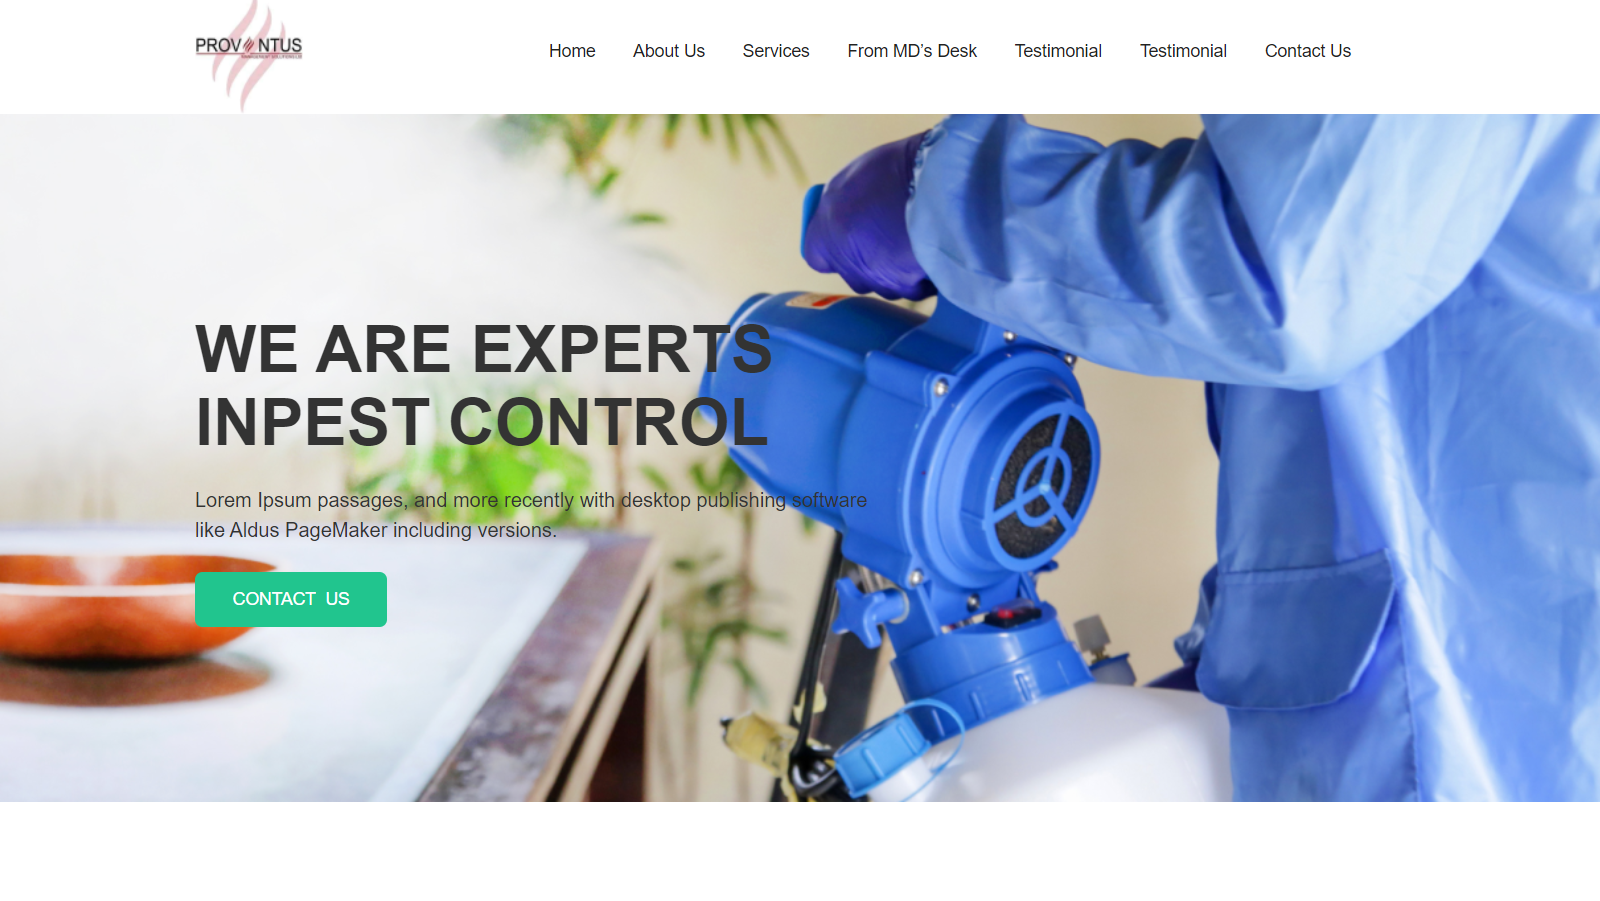 PROV NTUS
Home
About Us
Services
From MD's Desk
Testimonial
Testimonial
Contact Us
WE ARE EXPERTS
INPEST CONTROL
Lorem Ipsum passages, and more recently with desktop publishing software
like Aldus PageMaker including versions.
CONTACT US